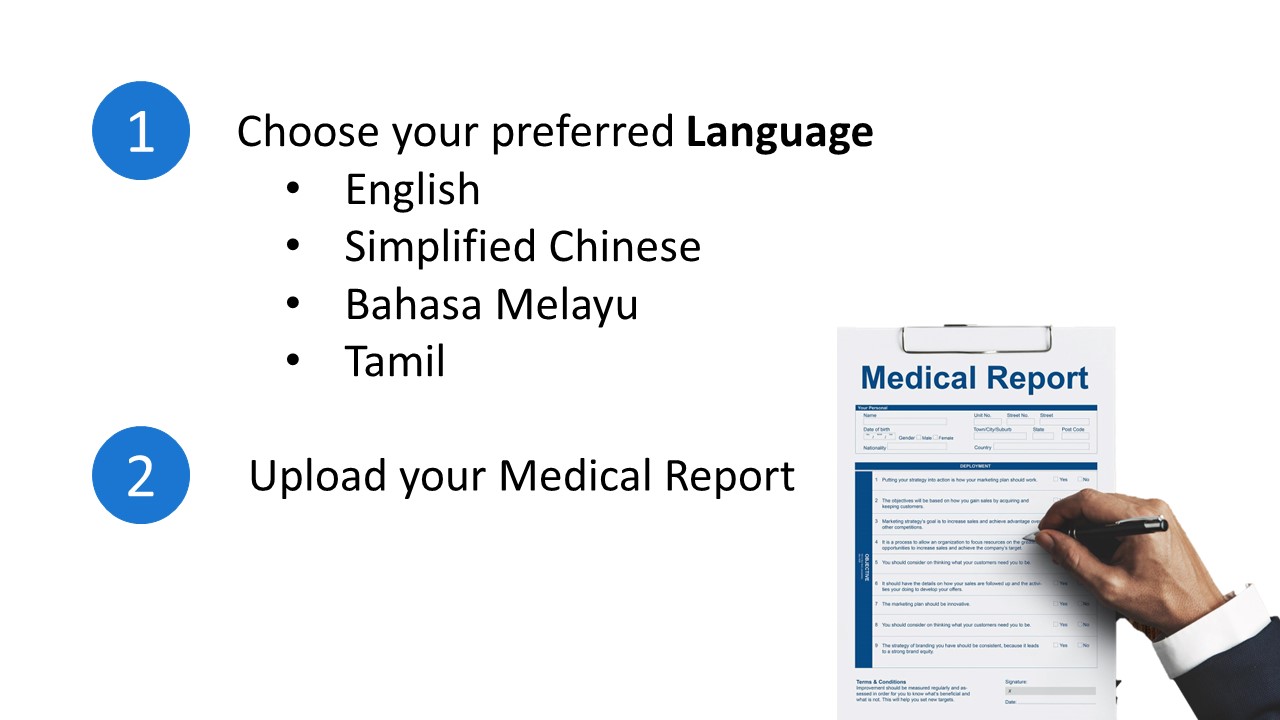 1
Choose your preferred Language
• English
• Simplified Chinese
• Bahasa Melayu
• Tamil
2
Upload your Medical Report
Medical Report
Your Personal
Name
Unit No. Street No. Street
Date of birth
Gender Male Female
Town/City/Suburb State Post Code
Nationality
Country
DEPLOYMENT
OBJECTIVE
1 Putting your strategy into action is how your marketing plan should work. Yes No
2 The objectives will be based on how you gain sales by acquiring and
keeping customers.
3 Marketing strategy's goal is to increase sales and achieve advantage
other competitions.
4 It is a process to allow an organization to focus resources on the
opportunities to increase sales and achieve the company's target.
5 You should consider on thinking what your customers need you to be.
6 It should have the details on how your sales are followed up and the activi-
ties your doing to develop your offers.
7 The marketing plan should be innovative. Yes No
8 You should consider on thinking what your customers need you to be. Yes No
9 The strategy of branding you have should be consistent, because it leads Yes No
to a strong brand equity.
Terms & Conditions
Improvement should be measured regularly and as-
sessed in order for you to know what's beneficial and
what is not. This will help you set new targets.
Signature:
x
Date: